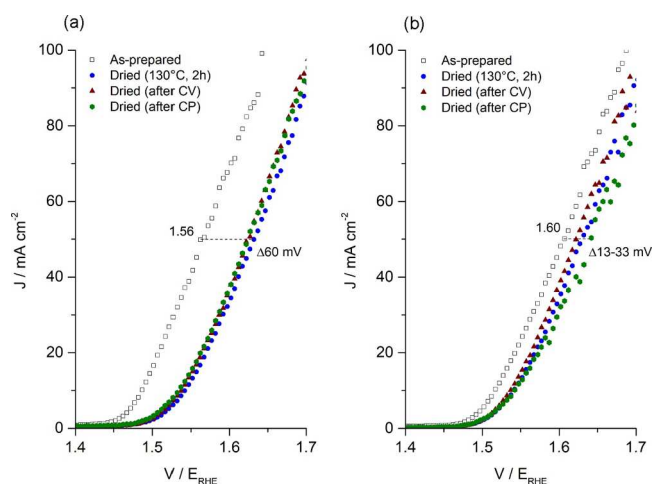 (a)
100
80
60
40
20
0
J / mA cm⁻²
As-prepared
Dried (130°C, 2h)
Dried (after CV)
Dried (after CP)
1.56
Δ60 mV
1.4 1.5 1.6 1.7
V / E_RHE
(b)
100
80
60
40
20
0
J / mA cm⁻²
As-prepared
Dried (130°C, 2h)
Dried (after CV)
Dried (after CP)
1.60
Δ13-33 mV
1.4 1.5 1.6 1.7
V / E_RHE